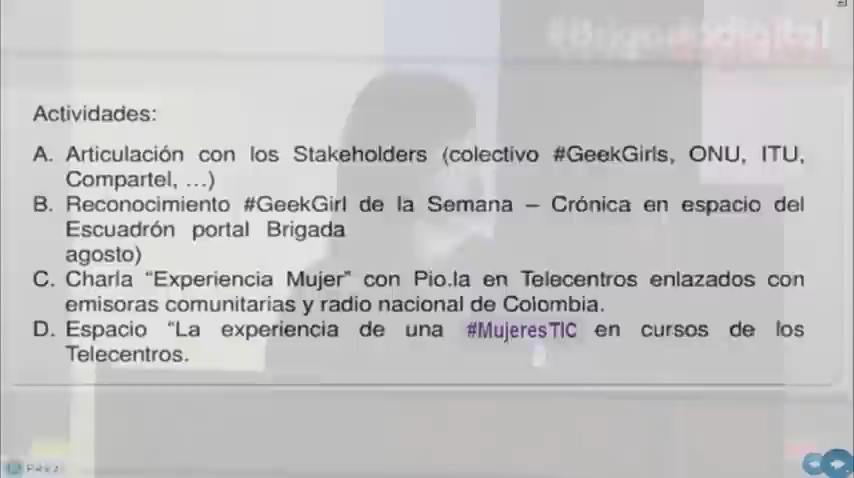 #Brigadadigital
Actividades:
A. Articulación con los Stakeholders (colectivo #GeekGirls, ONU, ITU,
Compartel, ...)
B. Reconocimiento #GeekGirl de la Semana – Crónica en espacio del
Escuadrón portal Brigada
agosto)
C. Charla “Experiencia Mujer” con Pio.la en Telecentros enlazados con
emisoras comunitarias y radio nacional de Colombia.
D. Espacio “La experiencia de una #MujeresTIC en cursos de los
Telecentros.
Prezi